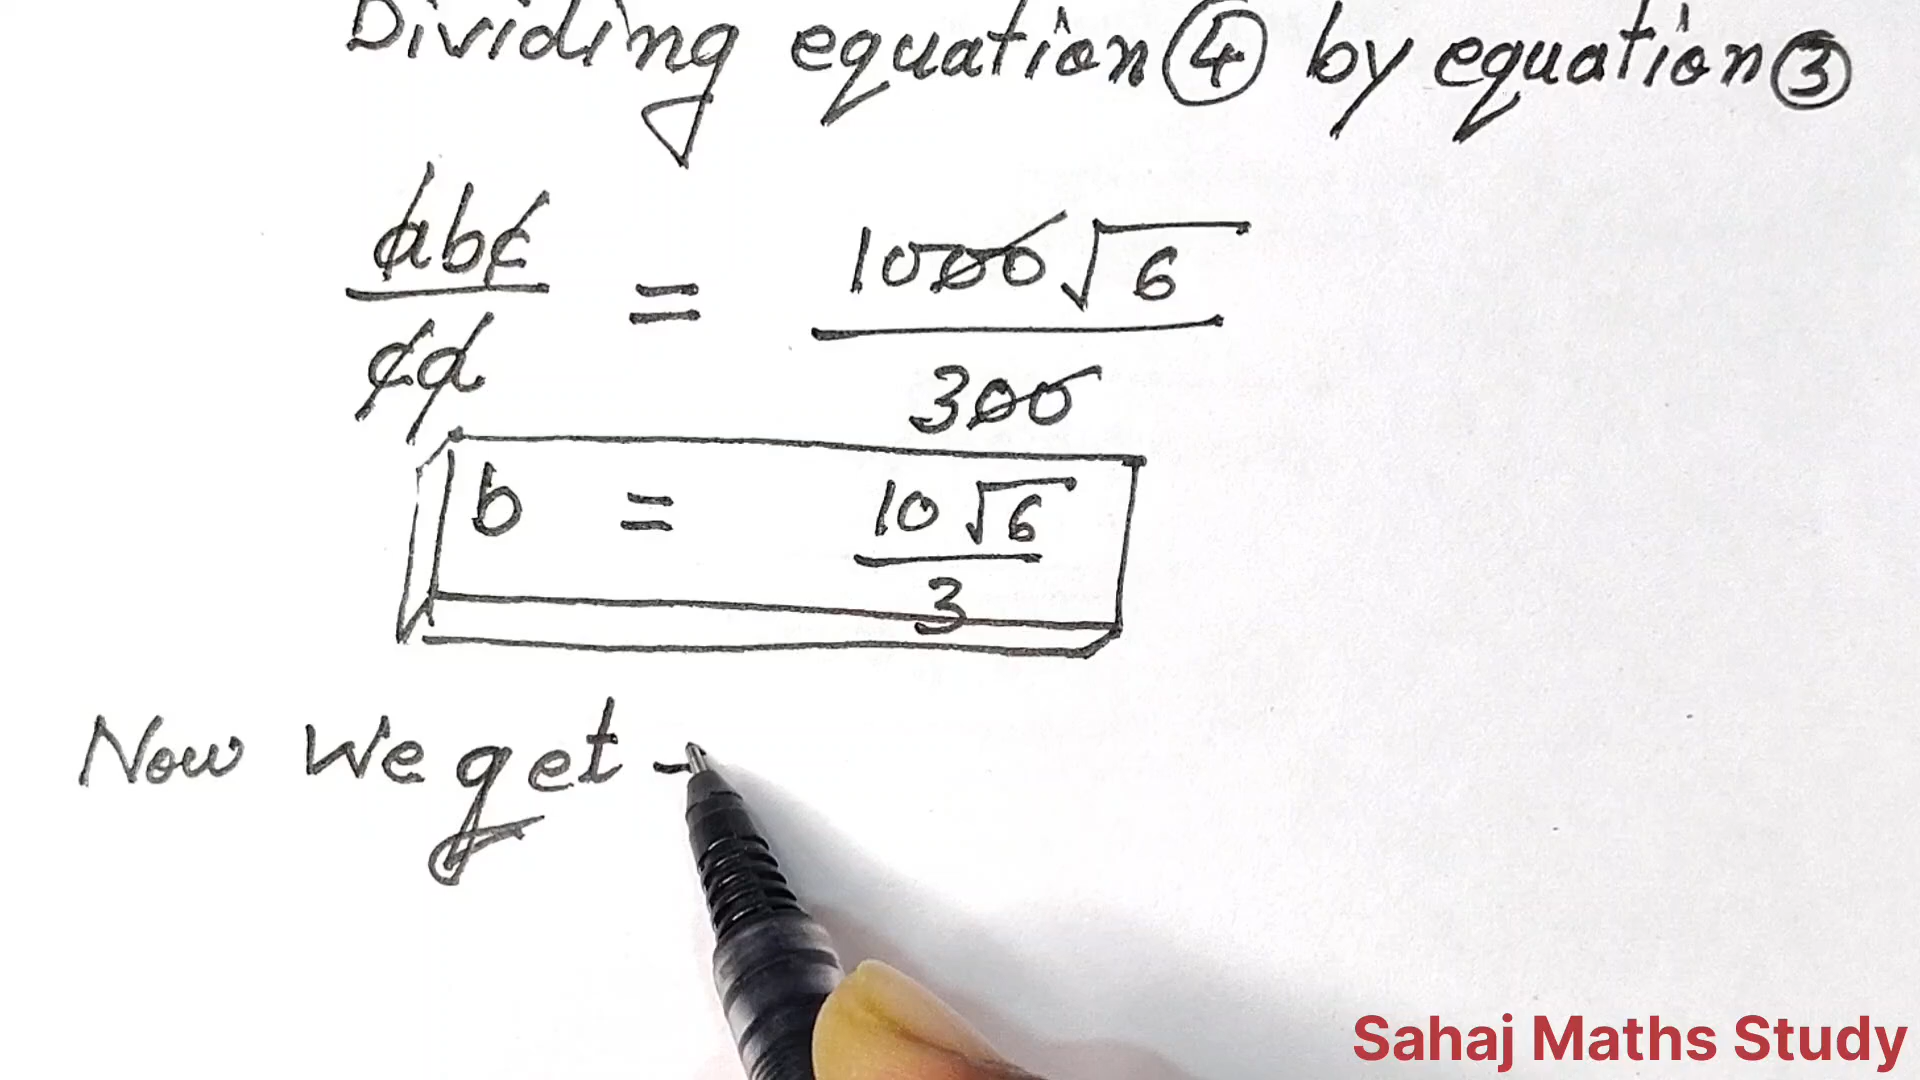 Dividing equation ④ by equation ③
abc/ca = 1000√6/300
b = 10√6/3
Now We get -
Sahaj Maths Study